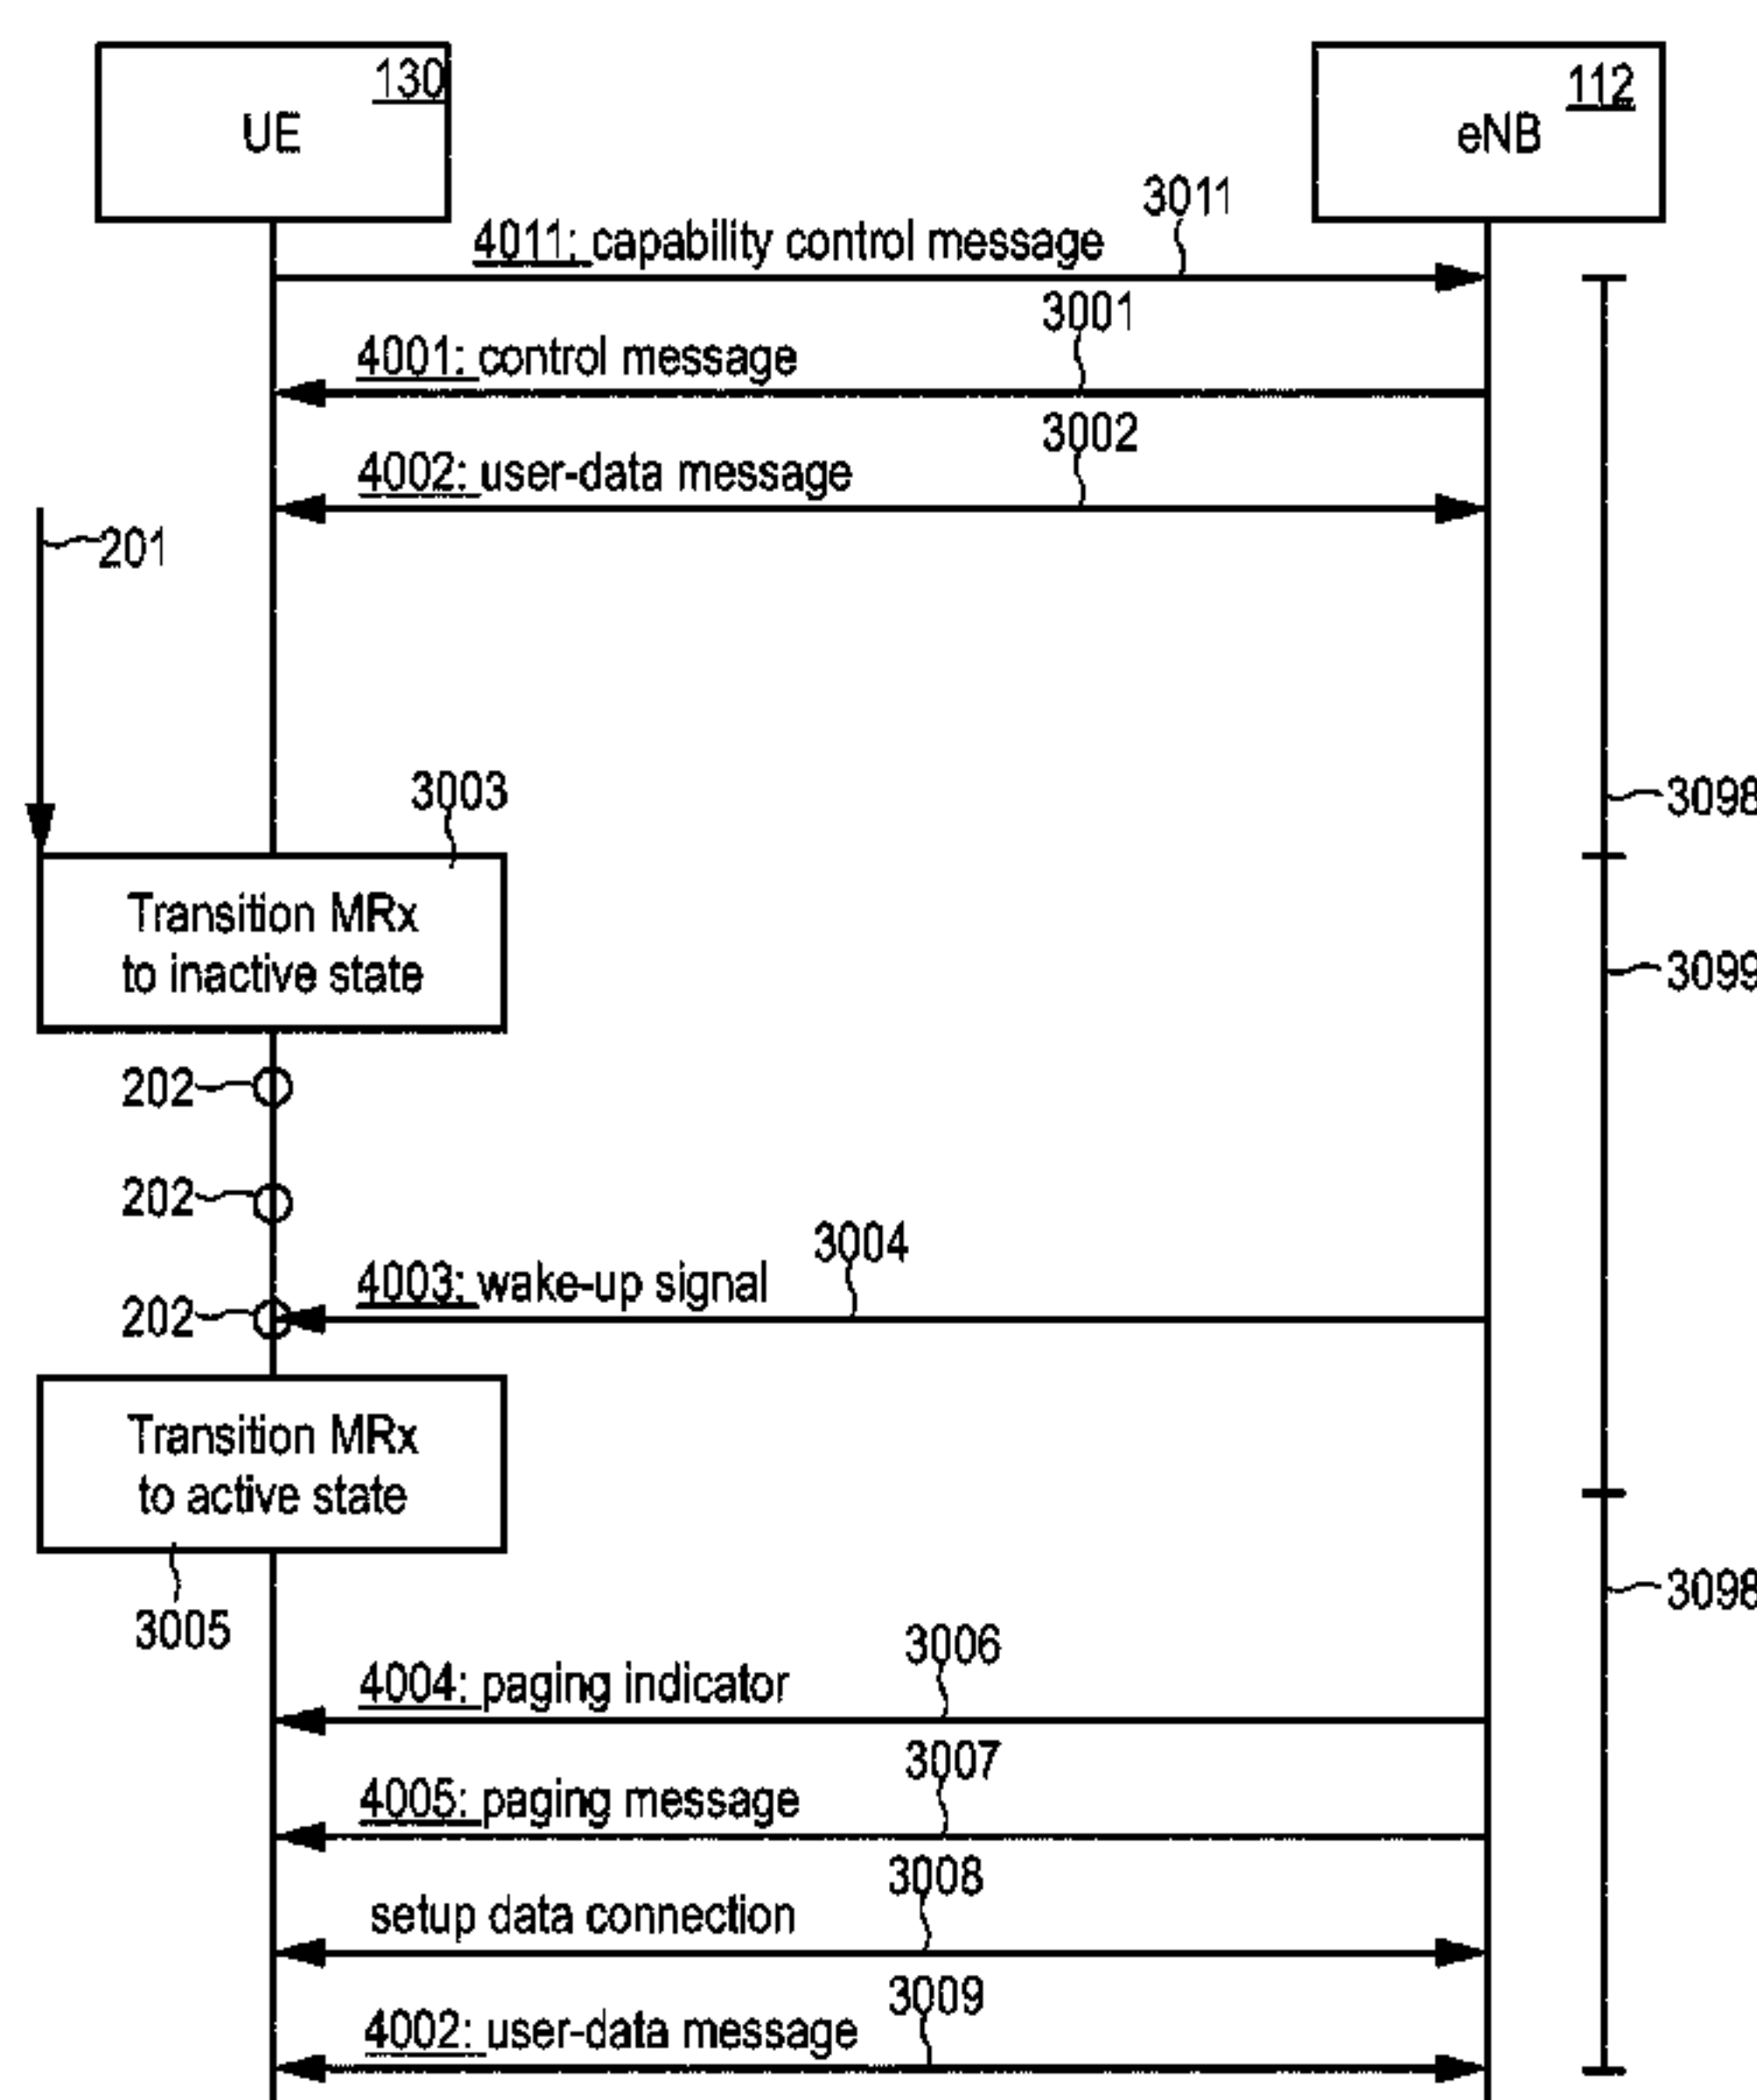 130
UE
112
eNB
3011
4011: capability control message
3001
4001: control message
3002
4002: user-data message
201
3003
3098
Transition MRx
to inactive state
3099
202
202
3004
4003: wake-up signal
202
Transition MRx
to active state
3098
3005
3006
4004: paging indicator
3007
4005: paging message
3008
setup data connection
3009
4002: user-data message